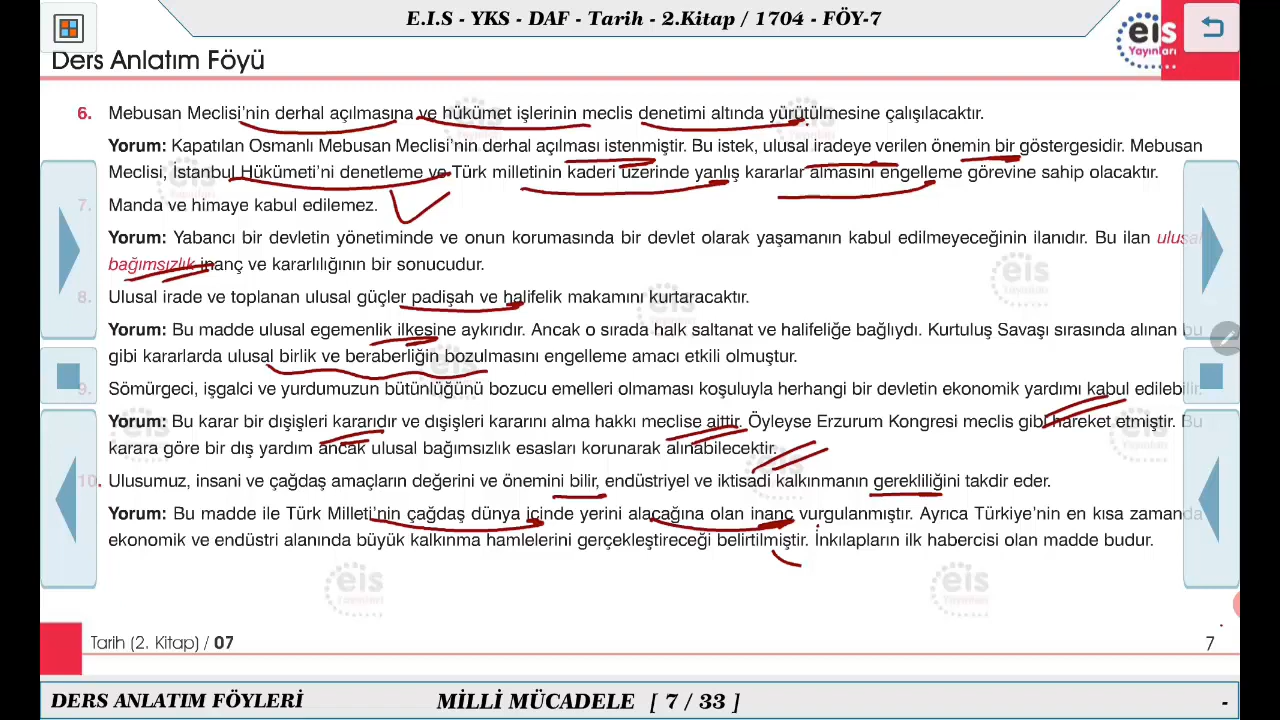 E.I.S - YKS - DAF - Tarih - 2.Kitap / 1704 - FÖY-7
eis
Yayınları
Ders Anlatım Föyü
6. Mebusan Meclisi'nin derhal açılmasına ve hükümet işlerinin meclis denetimi altında yürütülmesine çalışılacaktır.
Yorum: Kapatılan Osmanlı Mebusan Meclisi'nin derhal açılması istenmiştir. Bu istek, ulusal iradeye verilen önemin bir göstergesidir. Mebusan
Meclisi, İstanbul Hükümeti'ni denetleme ve Türk milletinin kaderi üzerinde yanlış kararlar almasını engelleme görevine sahip olacaktır.
7. Manda ve himaye kabul edilemez.
Yorum: Yabancı bir devletin yönetiminde ve onun korumasında bir devlet olarak yaşamanın kabul edilmeyeceğinin ilanıdır. Bu ilan ulusal
bağımsızlık inanç ve kararlılığının bir sonucudur.
8. Ulusal irade ve toplanan ulusal güçler padişah ve halifelik makamını kurtaracaktır.
Yorum: Bu madde ulusal egemenlik ilkesine aykırıdır. Ancak o sırada halk saltanat ve halifeliğe bağlıydı. Kurtuluş Savaşı sırasında alınan bu
gibi kararlarda ulusal birlik ve beraberliğin bozulmasını engelleme amacı etkili olmuştur.
9. Sömürgeci, işgalci ve yurdumuzun bütünlüğünü bozucu emelleri olmaması koşuluyla herhangi bir devletin ekonomik yardımı kabul edilebilir.
Yorum: Bu karar bir dışişleri kararıdır ve dışişleri kararını alma hakkı meclise aittir. Öyleyse Erzurum Kongresi meclis gibi hareket etmiştir. Bu
karara göre bir dış yardım ancak ulusal bağımsızlık esasları korunarak alınabilecektir.
10. Ulusumuz, insani ve çağdaş amaçların değerini ve önemini bilir, endüstriyel ve iktisadi kalkınmanın gerekliliğini takdir eder.
Yorum: Bu madde ile Türk Milleti'nin çağdaş dünya içinde yerini alacağına olan inanç vurgulanmıştır. Ayrıca Türkiye'nin en kısa zamanda
ekonomik ve endüstri alanında büyük kalkınma hamlelerini gerçekleştireceği belirtilmiştir. İnkılapların ilk habercisi olan madde budur.
Tarih (2. Kitap) / 07
7
DERS ANLATIM FÖYLERİ MİLLİ MÜCADELE [ 7 / 33 ] -